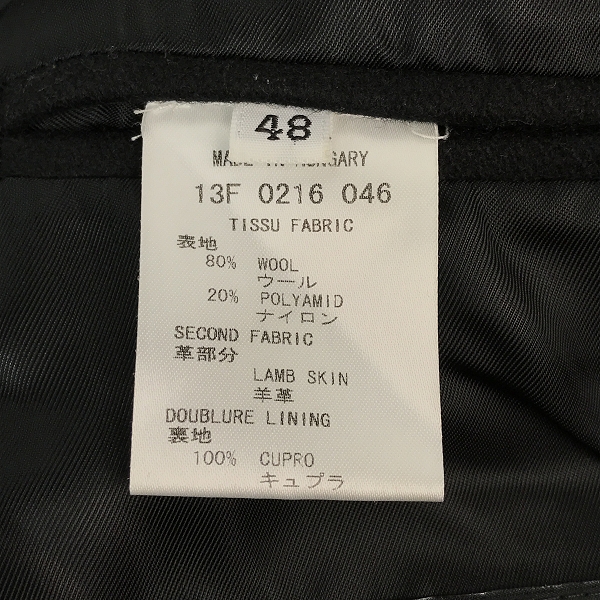 48
MADE IN HUNGARY
13F 0216 046
TISSU FABRIC
表地
80% WOOL
ウール
20% POLYAMID
ナイロン
SECOND FABRIC
革部分
LAMB SKIN
羊革
DOUBLURE LINING
裏地
100% CUPRO
キュプラ